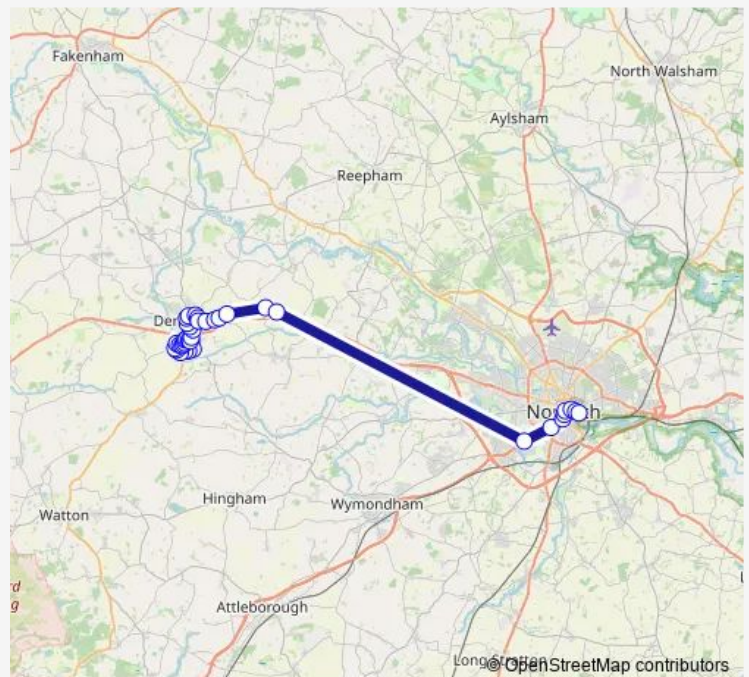 Fakenham
North Walsham
Aylsham
Reepham
Hingham
Wymondham
Watton
Attleborough
© OpenStreetMap contributors